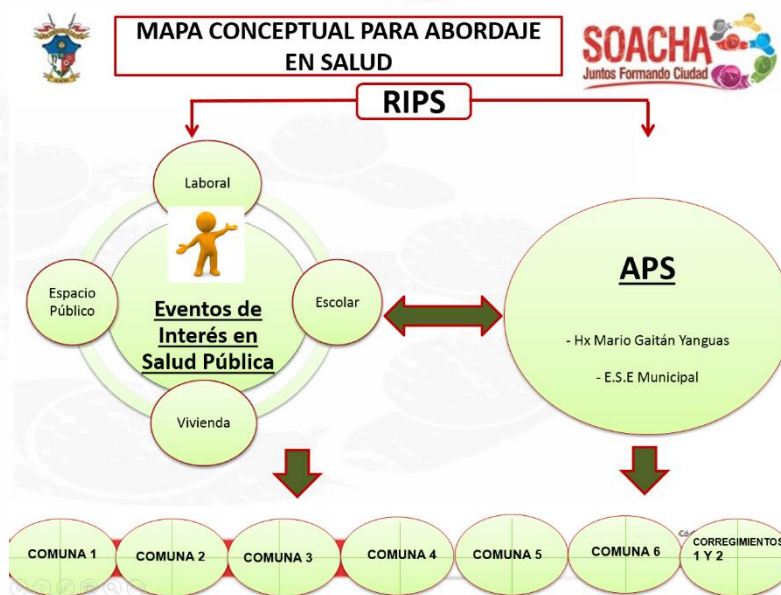 MAPA CONCEPTUAL PARA ABORDAJE
EN SALUD
SOACHA
Juntos Formando Ciudad
RIPS
Laboral
Espacio
Público
Escolar
Eventos de
Interés en
Salud Pública
Vivienda
APS
- Hx Mario Gaitán Yanguas
- E.S.E Municipal
COMUNA 1
COMUNA 2
COMUNA 3
COMUNA 4
COMUNA 5
COMUNA 6
CORREGIMIENTOS
1 Y 2